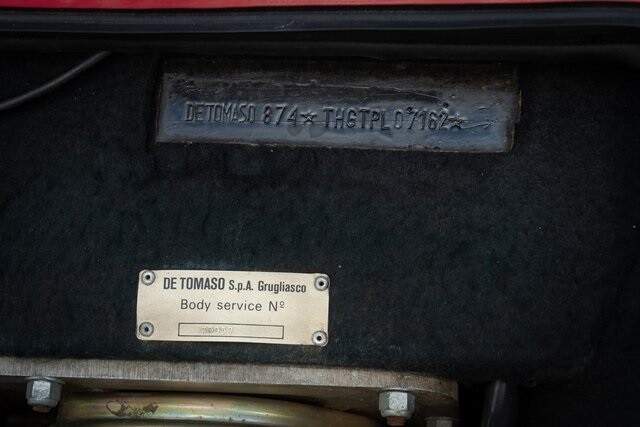 DETOMASO 874★ THGTPL07162★
DE TOMASO S.p.A. Grugliasco
Body service Nº